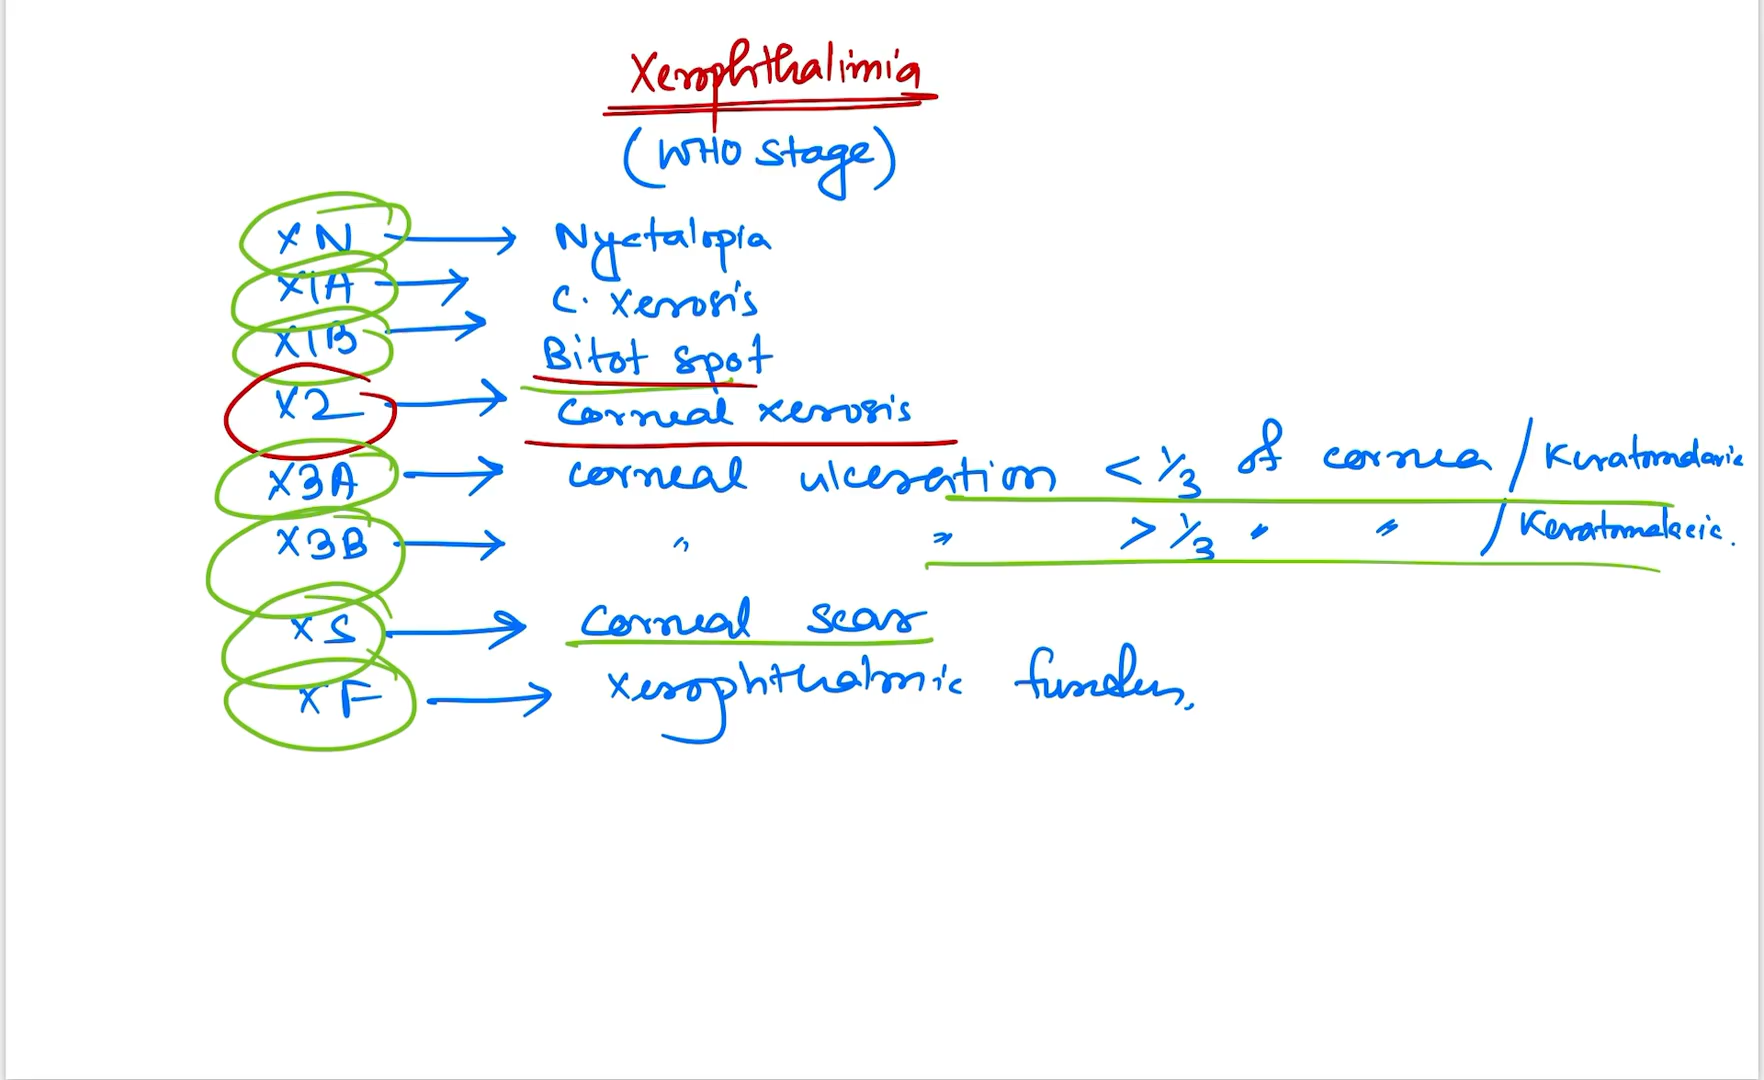 Xerophthalimia
(WHO stage)
XN → Nyctalopia
X1A → C. Xerosis
X1B → Bitot spot
X2 → Corneal xerosis
X3A → corneal ulceration < 1/3 of cornea / Keratomalacia
X3B → " " > 1/3 " " / Keratomalacia.
XS → Corneal scar
XF → Xerophthalmic fundus,